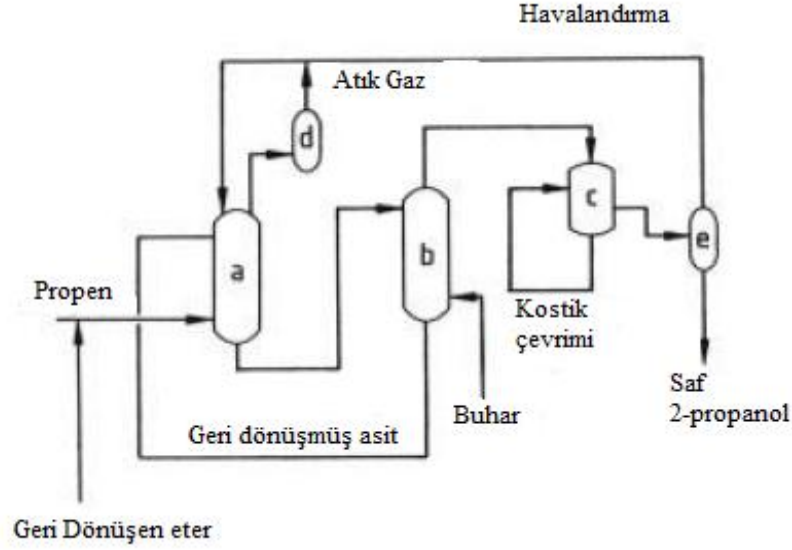 Havalandırma
Atık Gaz
d
c
b
e
a
Propen
Kostik
çevrimi
Saf
2-propanol
Buhar
Geri dönüşmüş asit
Geri Dönüşen eter